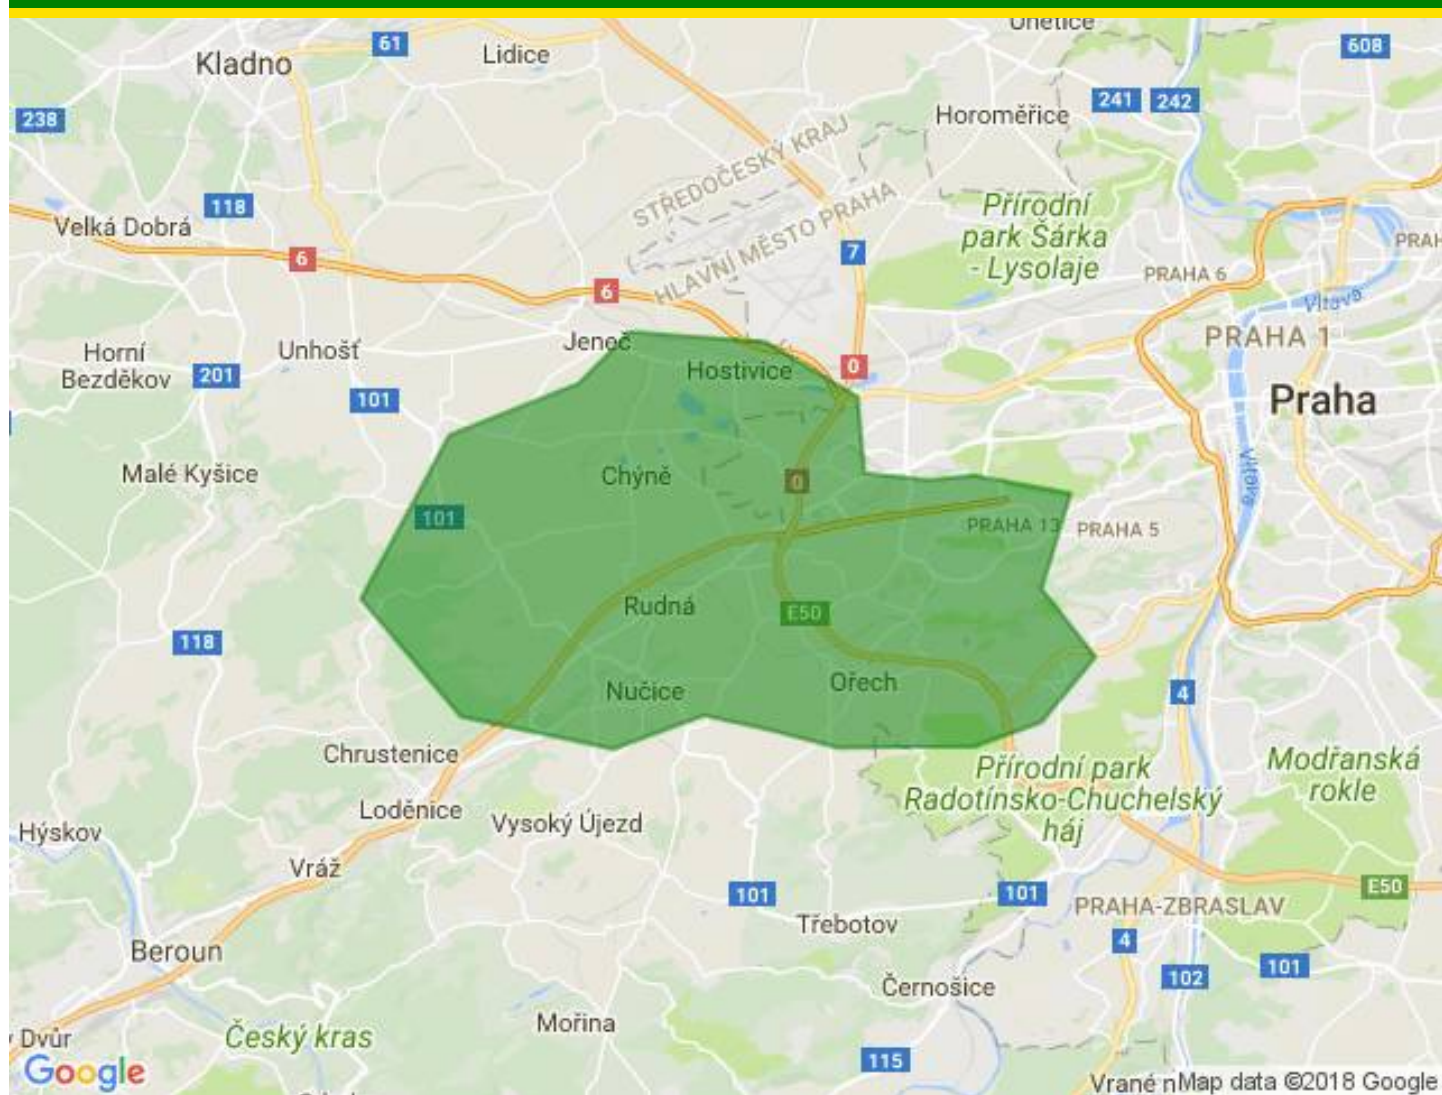 Únětice
61
Lidice
608
Kladno
238
241
242
Horoměřice
STŘEDOČESKÝ KRAJ
HLAVNÍ MĚSTO PRAHA
118
Velká Dobrá
Přírodní
park Šárka
- Lysolaje
7
PRAH
6
PRAHA 6
6
Vltava
PRAHA 1
Jeneč
Unhošť
Horní
Bezděkov
201
Hostivice
0
101
Praha
Malé Kyšice
Chýně
0
Vltava
101
PRAHA 13
PRAHA 5
Rudná
E50
118
Nučice
Ořech
4
Chrustenice
Přírodní park
Radotínsko-Chuchelský
háj
Modřanská
rokle
Loděnice
Vysoký Újezd
Hýskov
Vráž
101
101
E50
PRAHA-ZBRASLAV
Třebotov
4
Beroun
101
102
Černošice
Mořina
Český kras
Dvůr
115
Google
Vrané n
Map data ©2018 Google